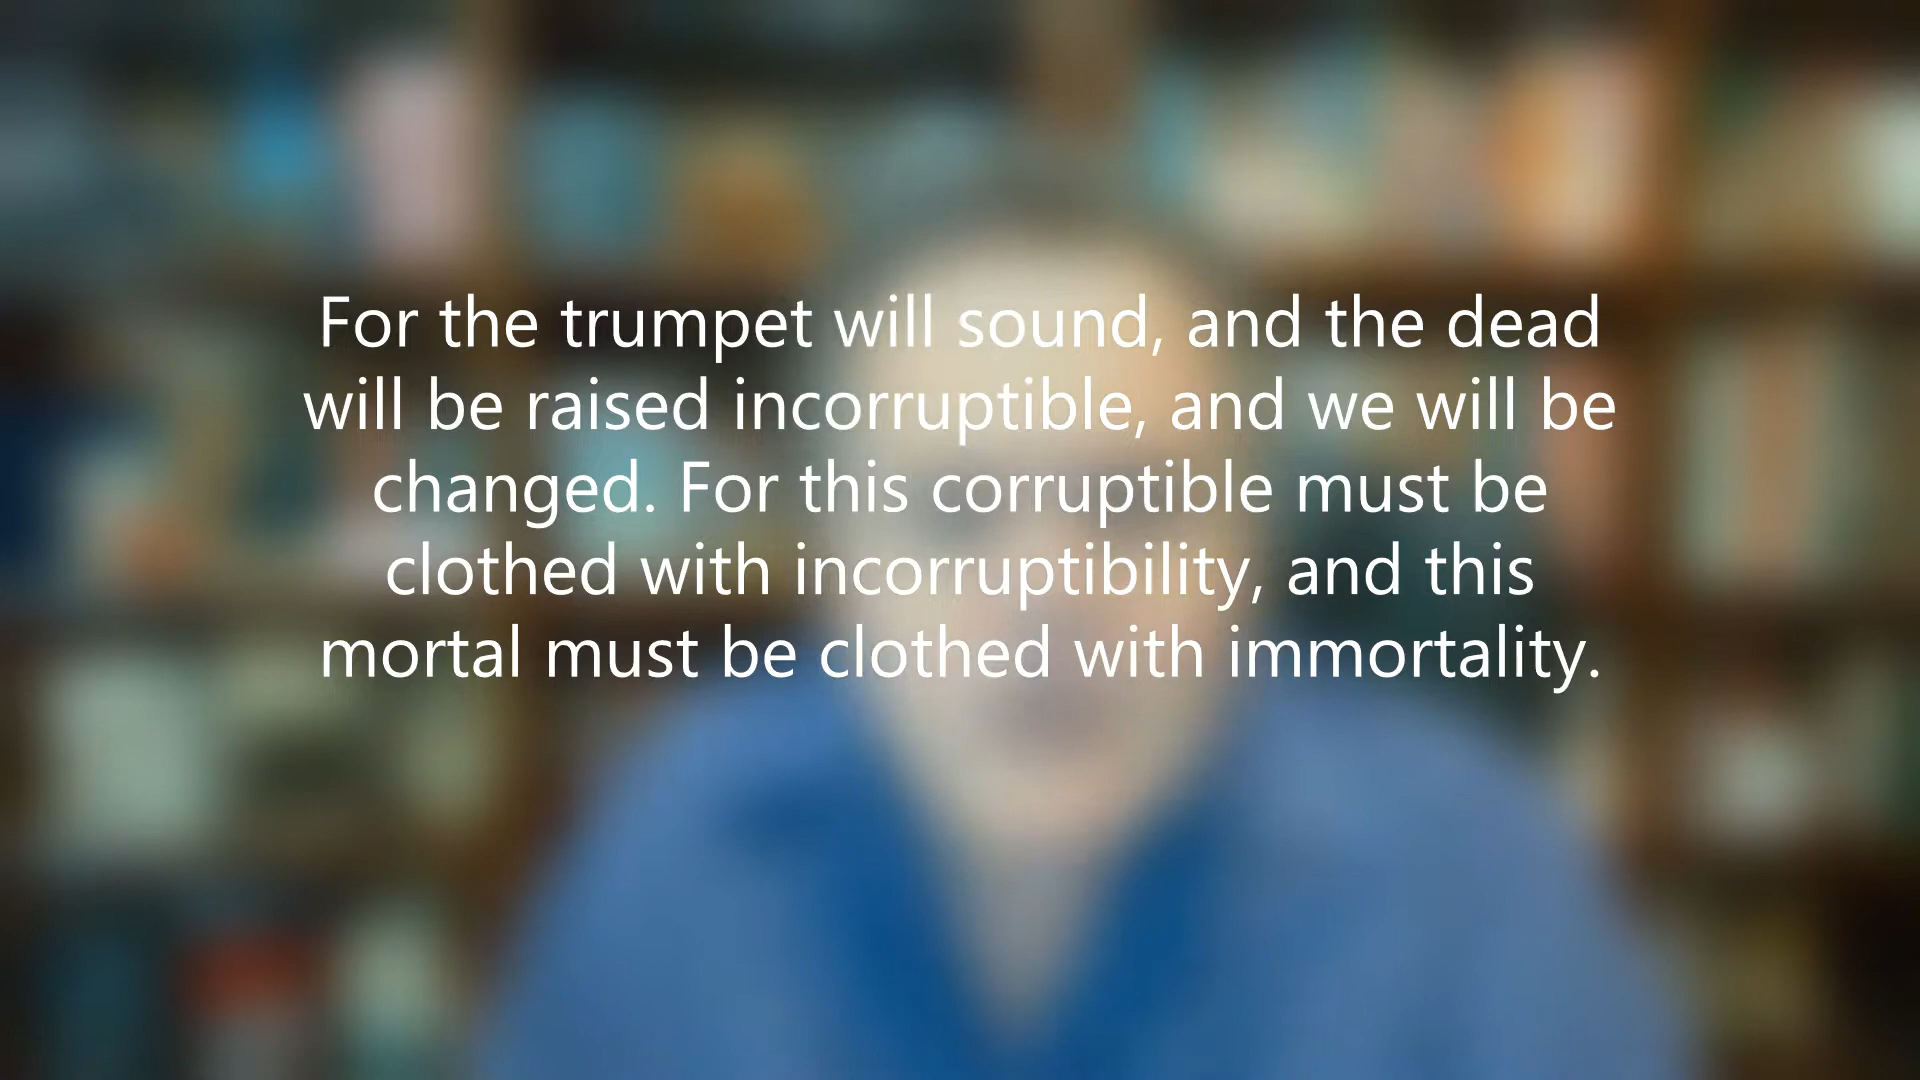 For the trumpet will sound, and the dead
will be raised incorruptible, and we will be
changed. For this corruptible must be
clothed with incorruptibility, and this
mortal must be clothed with immortality.